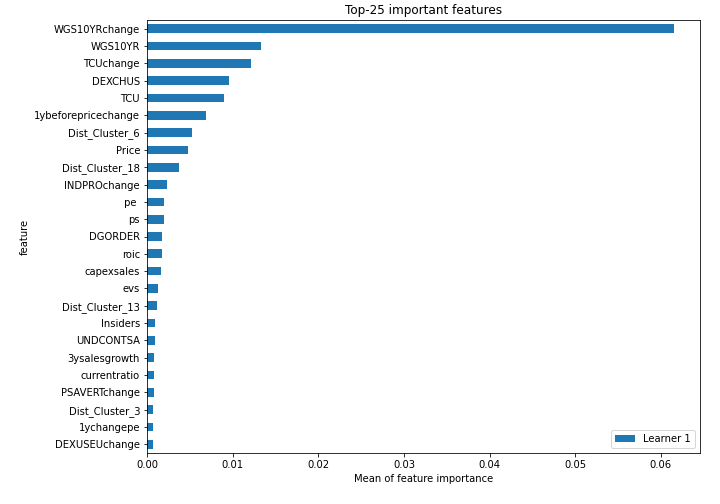 Top-25 important features
WGS10YRchange
WGS10YR
TCUchange
DEXCHUS
TCU
1ybeforepricechange
Dist_Cluster_6
Price
Dist_Cluster_18
INDPROchange
pe
ps
DGORDER
roic
capexsales
evs
Dist_Cluster_13
Insiders
UNDCONTSA
3ysalesgrowth
currentratio
PSAVERTchange
Dist_Cluster_3
1ychangepe
DEXUSEUchange
feature
Learner 1
0.00 0.01 0.02 0.03 0.04 0.05 0.06
Mean of feature importance